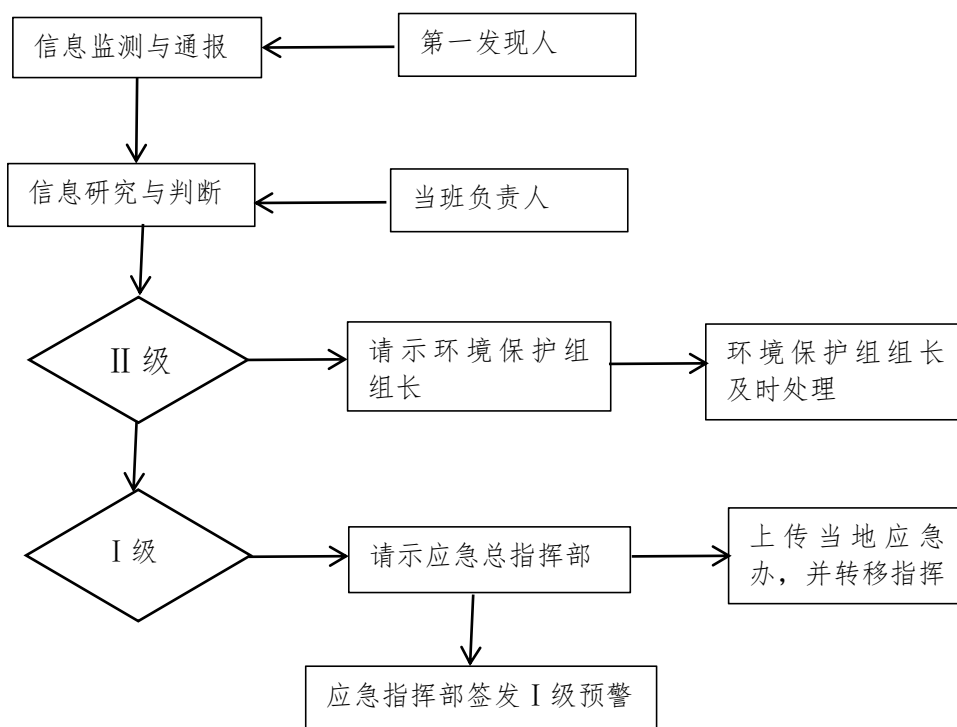 信息监测与通报
第一发现人
信息研究与判断
当班负责人
II 级
请示环境保护组
组长
环境保护组组长
及时处理
I 级
请示应急总指挥部
上传当地应急
办，并转移指挥
应急指挥部签发 I 级预警